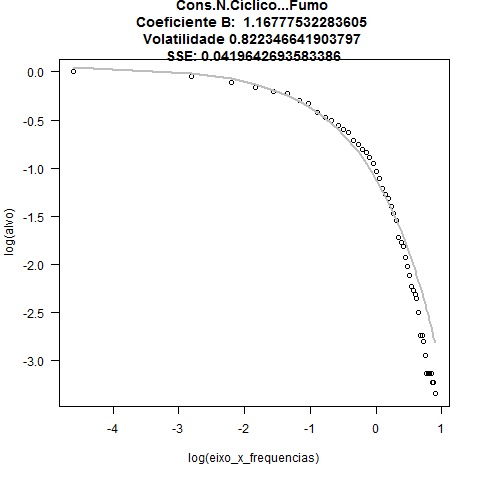 Cons.N.Ciclico...Fumo
Coeficiente B: 1.16777532283605
Volatilidade 0.822346641903797
SSE: 0.0419642693583386
0.0
-0.5
-1.0
-1.5
-2.0
-2.5
-3.0
log(alvo)
-4 -3 -2 -1 0 1
log(eixo_x_frequencias)